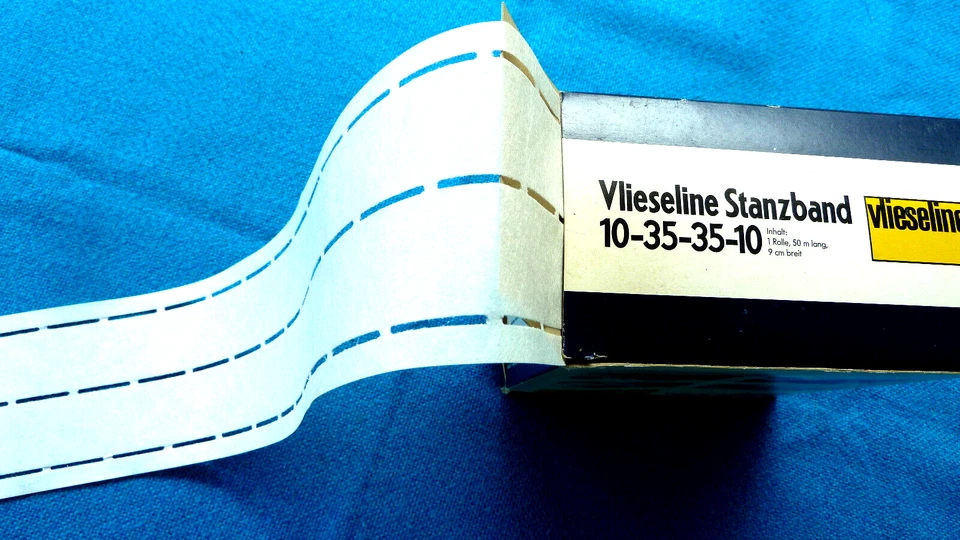 Vlieseline Stanzband
10-35-35-10
Inhalt:
1 Rolle, 50 m lang,
9 cm breit
vlieseline